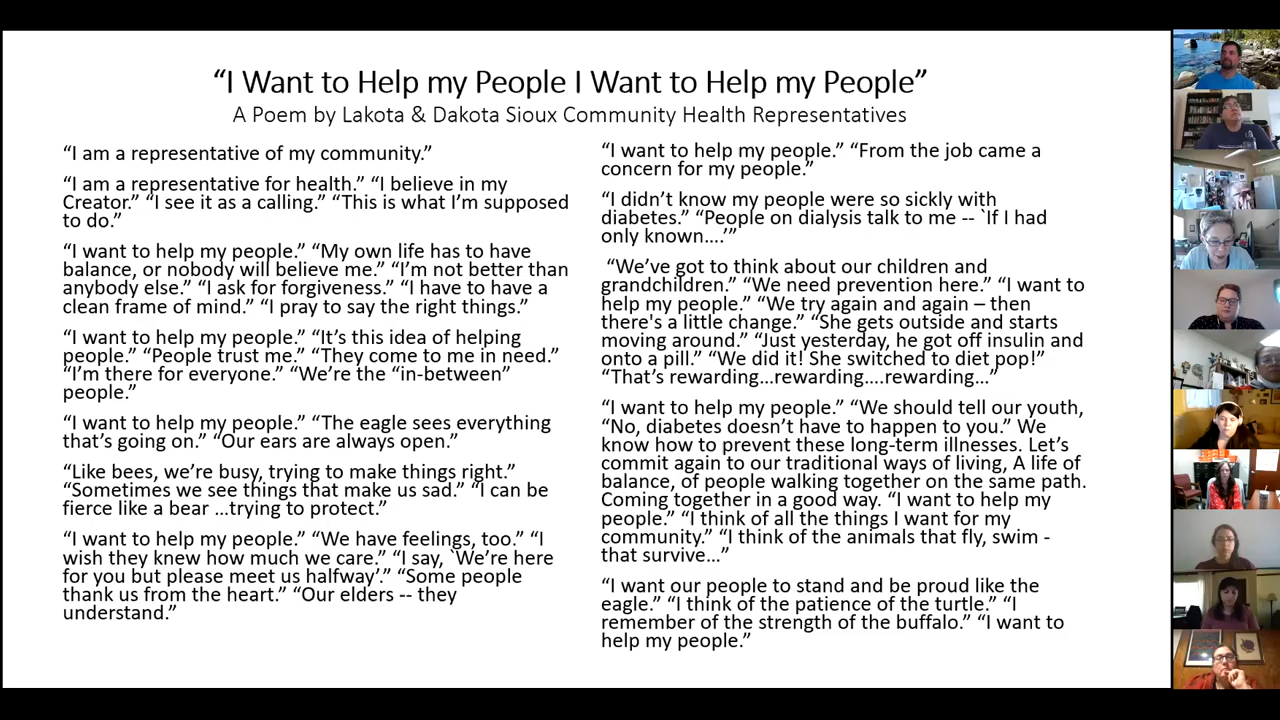 “I Want to Help my People I Want to Help my People”
A Poem by Lakota & Dakota Sioux Community Health Representatives
“I am a representative of my community.”
“I am a representative for health.” “I believe in my
Creator.” “I see it as a calling.” “This is what I’m supposed
to do.”
“I want to help my people.” “My own life has to have
balance, or nobody will believe me.” “I’m not better than
anybody else.” “I ask for forgiveness.” “I have to have a
clean frame of mind.” “I pray to say the right things.”
“I want to help my people.” “It’s this idea of helping
people.” “People trust me.” “They come to me in need.”
“I’m there for everyone.” “We’re the “in-between”
people.”
“I want to help my people.” “The eagle sees everything
that’s going on.” “Our ears are always open.”
“Like bees, we’re busy, trying to make things right.”
“Sometimes we see things that make us sad.” “I can be
fierce like a bear …trying to protect.”
“I want to help my people.” “We have feelings, too.” “I
wish they knew how much we care.” “I say, `We’re here
for you but please meet us halfway’.” “Some people
thank us from the heart.” “Our elders -- they
understand.”
“I want to help my people.” “From the job came a
concern for my people.”
“I didn’t know my people were so sickly with
diabetes.” “People on dialysis talk to me -- `If I had
only known….’”
“We’ve got to think about our children and
grandchildren.” “We need prevention here.” “I want to
help my people.” “We try again and again – then
there's a little change.” “She gets outside and starts
moving around.” “Just yesterday, he got off insulin and
onto a pill.” “We did it! She switched to diet pop!”
“That’s rewarding…rewarding….rewarding…”
“I want to help my people.” “We should tell our youth,
“No, diabetes doesn’t have to happen to you.” We
know how to prevent these long-term illnesses. Let’s
commit again to our traditional ways of living, A life of
balance, of people walking together on the same path.
Coming together in a good way. “I want to help my
people.” “I think of all the things I want for my
community.” “I think of the animals that fly, swim -
that survive…”
“I want our people to stand and be proud like the
eagle.” “I think of the patience of the turtle.” “I
remember of the strength of the buffalo.” “I want to
help my people.”